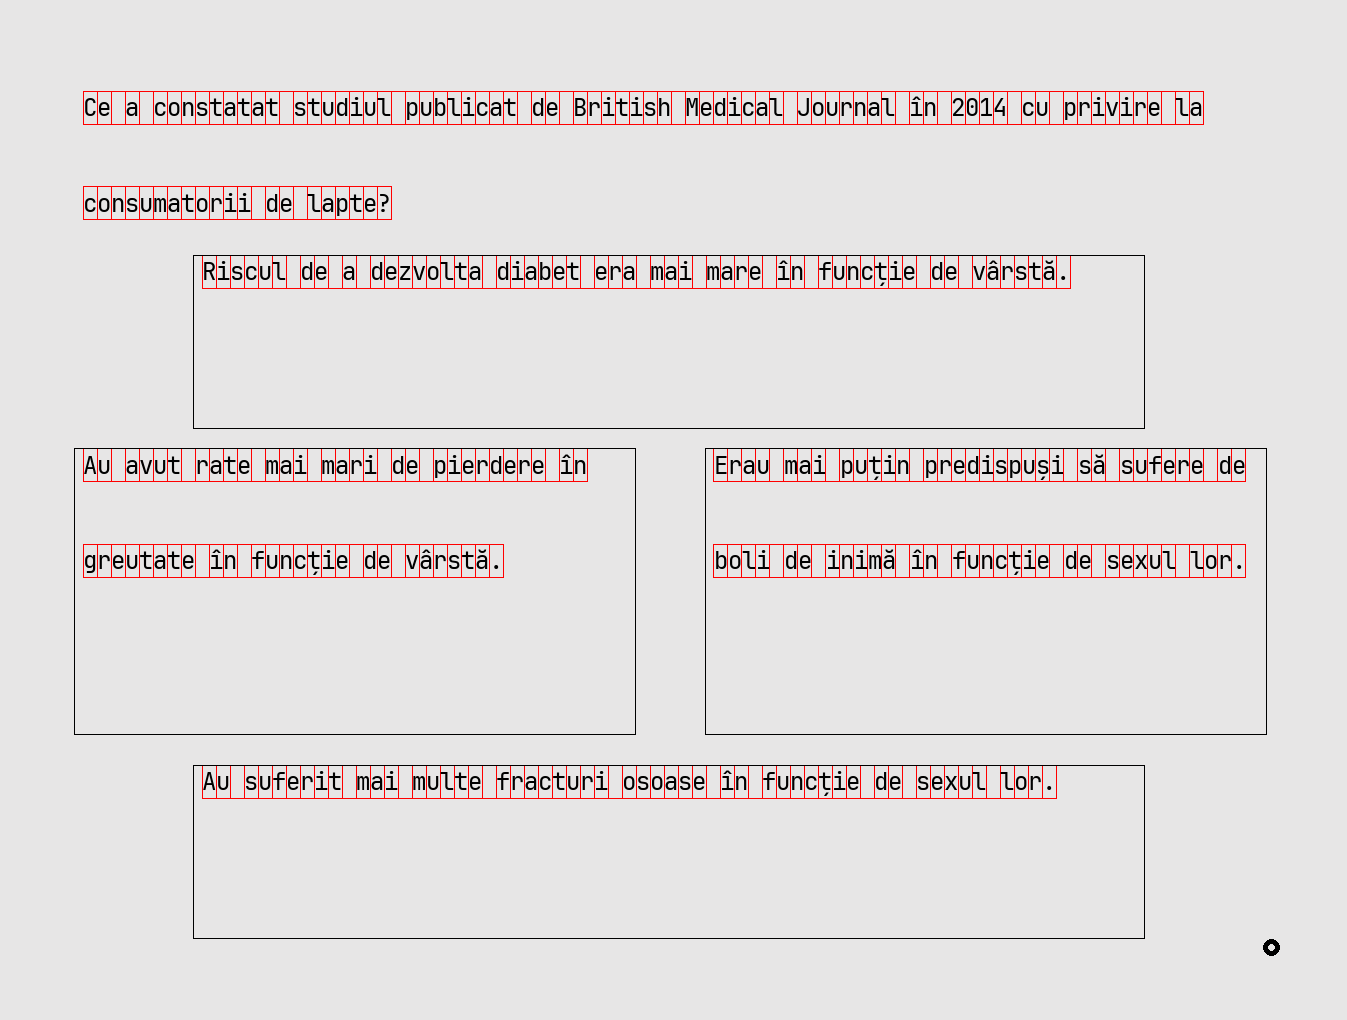 Ce a constatat studiul publicat de British Medical Journal în 2014 cu privire la
consumatorii de lapte?
Riscul de a dezvolta diabet era mai mare în funcție de vârstă.
Au avut rate mai mari de pierdere în
greutate în funcție de vârstă.
Erau mai puțin predispuși să sufere de
boli de inimă în funcție de sexul lor.
Au suferit mai multe fracturi osoase în funcție de sexul lor.